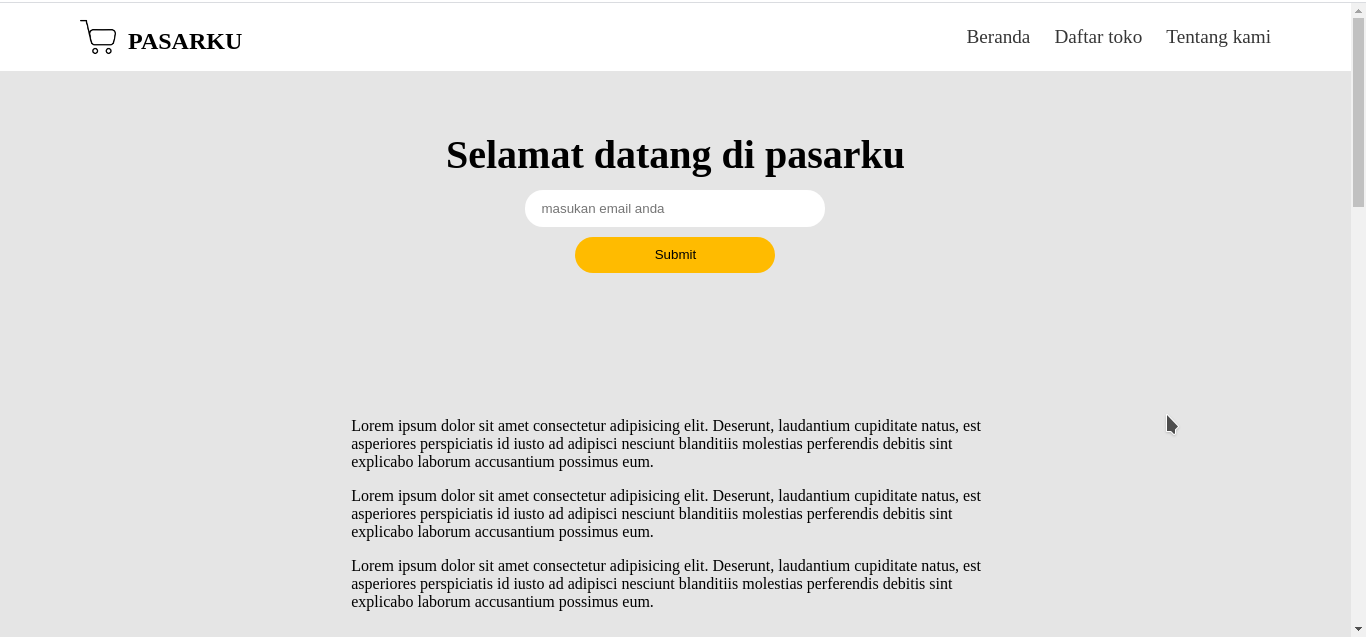 PASARKU
Beranda Daftar toko Tentang kami
Selamat datang di pasarku
masukan email anda
Submit
Lorem ipsum dolor sit amet consectetur adipisicing elit. Deserunt, laudantium cupiditate natus, est
asperiores perspiciatis id iusto ad adipisci nesciunt blanditiis molestias perferendis debitis sint
explicabo laborum accusantium possimus eum.
Lorem ipsum dolor sit amet consectetur adipisicing elit. Deserunt, laudantium cupiditate natus, est
asperiores perspiciatis id iusto ad adipisci nesciunt blanditiis molestias perferendis debitis sint
explicabo laborum accusantium possimus eum.
Lorem ipsum dolor sit amet consectetur adipisicing elit. Deserunt, laudantium cupiditate natus, est
asperiores perspiciatis id iusto ad adipisci nesciunt blanditiis molestias perferendis debitis sint
explicabo laborum accusantium possimus eum.